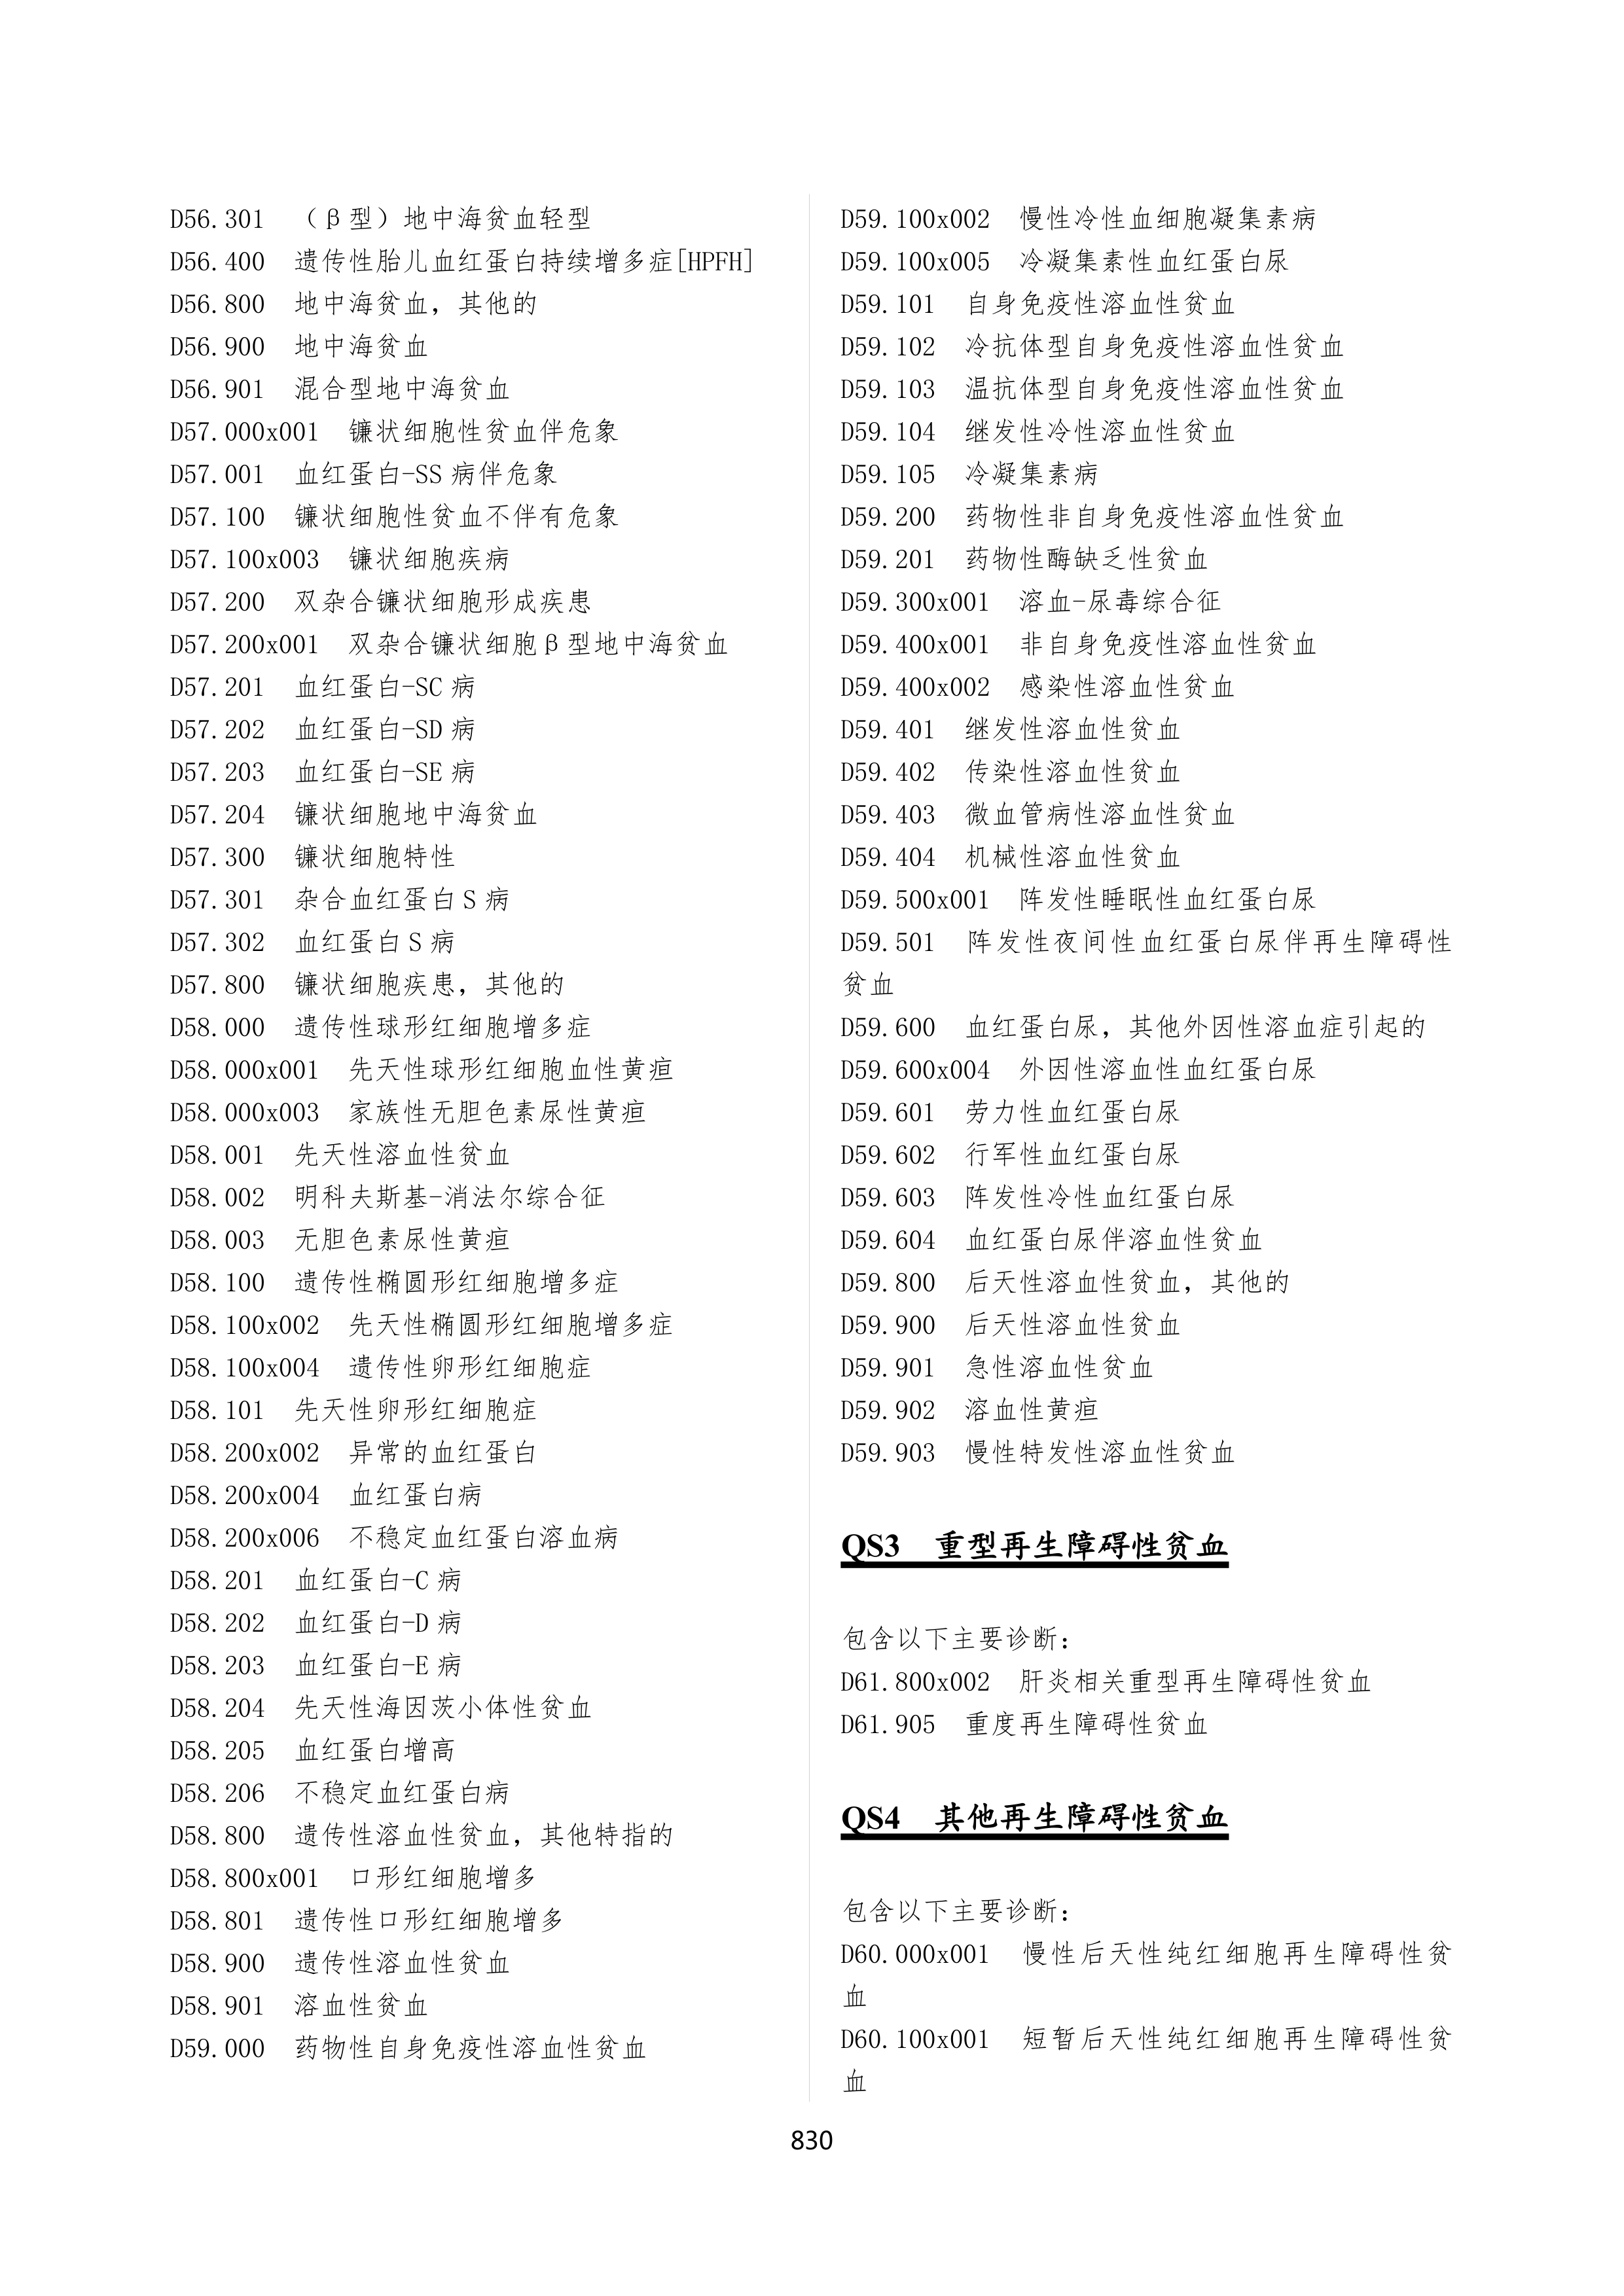 D56.301　（β型）地中海贫血轻型
D56.400　遗传性胎儿血红蛋白持续增多症[HPFH]
D56.800　地中海贫血，其他的
D56.900　地中海贫血
D56.901　混合型地中海贫血
D57.000x001　镰状细胞性贫血伴危象
D57.001　血红蛋白-SS 病伴危象
D57.100　镰状细胞性贫血不伴有危象
D57.100x003　镰状细胞疾病
D57.200　双杂合镰状细胞形成疾患
D57.200x001　双杂合镰状细胞β型地中海贫血
D57.201　血红蛋白-SC 病
D57.202　血红蛋白-SD 病
D57.203　血红蛋白-SE 病
D57.204　镰状细胞地中海贫血
D57.300　镰状细胞特性
D57.301　杂合血红蛋白 S 病
D57.302　血红蛋白 S 病
D57.800　镰状细胞疾患，其他的
D58.000　遗传性球形红细胞增多症
D58.000x001　先天性球形红细胞血性黄疸
D58.000x003　家族性无胆色素尿性黄疸
D58.001　先天性溶血性贫血
D58.002　明科夫斯基-消法尔综合征
D58.003　无胆色素尿性黄疸
D58.100　遗传性椭圆形红细胞增多症
D58.100x002　先天性椭圆形红细胞增多症
D58.100x004　遗传性卵形红细胞症
D58.101　先天性卵形红细胞症
D58.200x002　异常的血红蛋白
D58.200x004　血红蛋白病
D58.200x006　不稳定血红蛋白溶血病
D58.201　血红蛋白-C 病
D58.202　血红蛋白-D 病
D58.203　血红蛋白-E 病
D58.204　先天性海因茨小体性贫血
D58.205　血红蛋白增高
D58.206　不稳定血红蛋白病
D58.800　遗传性溶血性贫血，其他特指的
D58.800x001　口形红细胞增多
D58.801　遗传性口形红细胞增多
D58.900　遗传性溶血性贫血
D58.901　溶血性贫血
D59.000　药物性自身免疫性溶血性贫血
D59.100x002　慢性冷性血细胞凝集素病
D59.100x005　冷凝集素性血红蛋白尿
D59.101　自身免疫性溶血性贫血
D59.102　冷抗体型自身免疫性溶血性贫血
D59.103　温抗体型自身免疫性溶血性贫血
D59.104　继发性冷性溶血性贫血
D59.105　冷凝集素病
D59.200　药物性非自身免疫性溶血性贫血
D59.201　药物性酶缺乏性贫血
D59.300x001　溶血-尿毒综合征
D59.400x001　非自身免疫性溶血性贫血
D59.400x002　感染性溶血性贫血
D59.401　继发性溶血性贫血
D59.402　传染性溶血性贫血
D59.403　微血管病性溶血性贫血
D59.404　机械性溶血性贫血
D59.500x001　阵发性睡眠性血红蛋白尿
D59.501　阵发性夜间性血红蛋白尿伴再生障碍性
贫血
D59.600　血红蛋白尿，其他外因性溶血症引起的
D59.600x004　外因性溶血性血红蛋白尿
D59.601　劳力性血红蛋白尿
D59.602　行军性血红蛋白尿
D59.603　阵发性冷性血红蛋白尿
D59.604　血红蛋白尿伴溶血性贫血
D59.800　后天性溶血性贫血，其他的
D59.900　后天性溶血性贫血
D59.901　急性溶血性贫血
D59.902　溶血性黄疸
D59.903　慢性特发性溶血性贫血
QS3　重型再生障碍性贫血
包含以下主要诊断：
D61.800x002　肝炎相关重型再生障碍性贫血
D61.905　重度再生障碍性贫血
QS4　其他再生障碍性贫血
包含以下主要诊断：
D60.000x001　慢性后天性纯红细胞再生障碍性贫
血
D60.100x001　短暂后天性纯红细胞再生障碍性贫
血
830